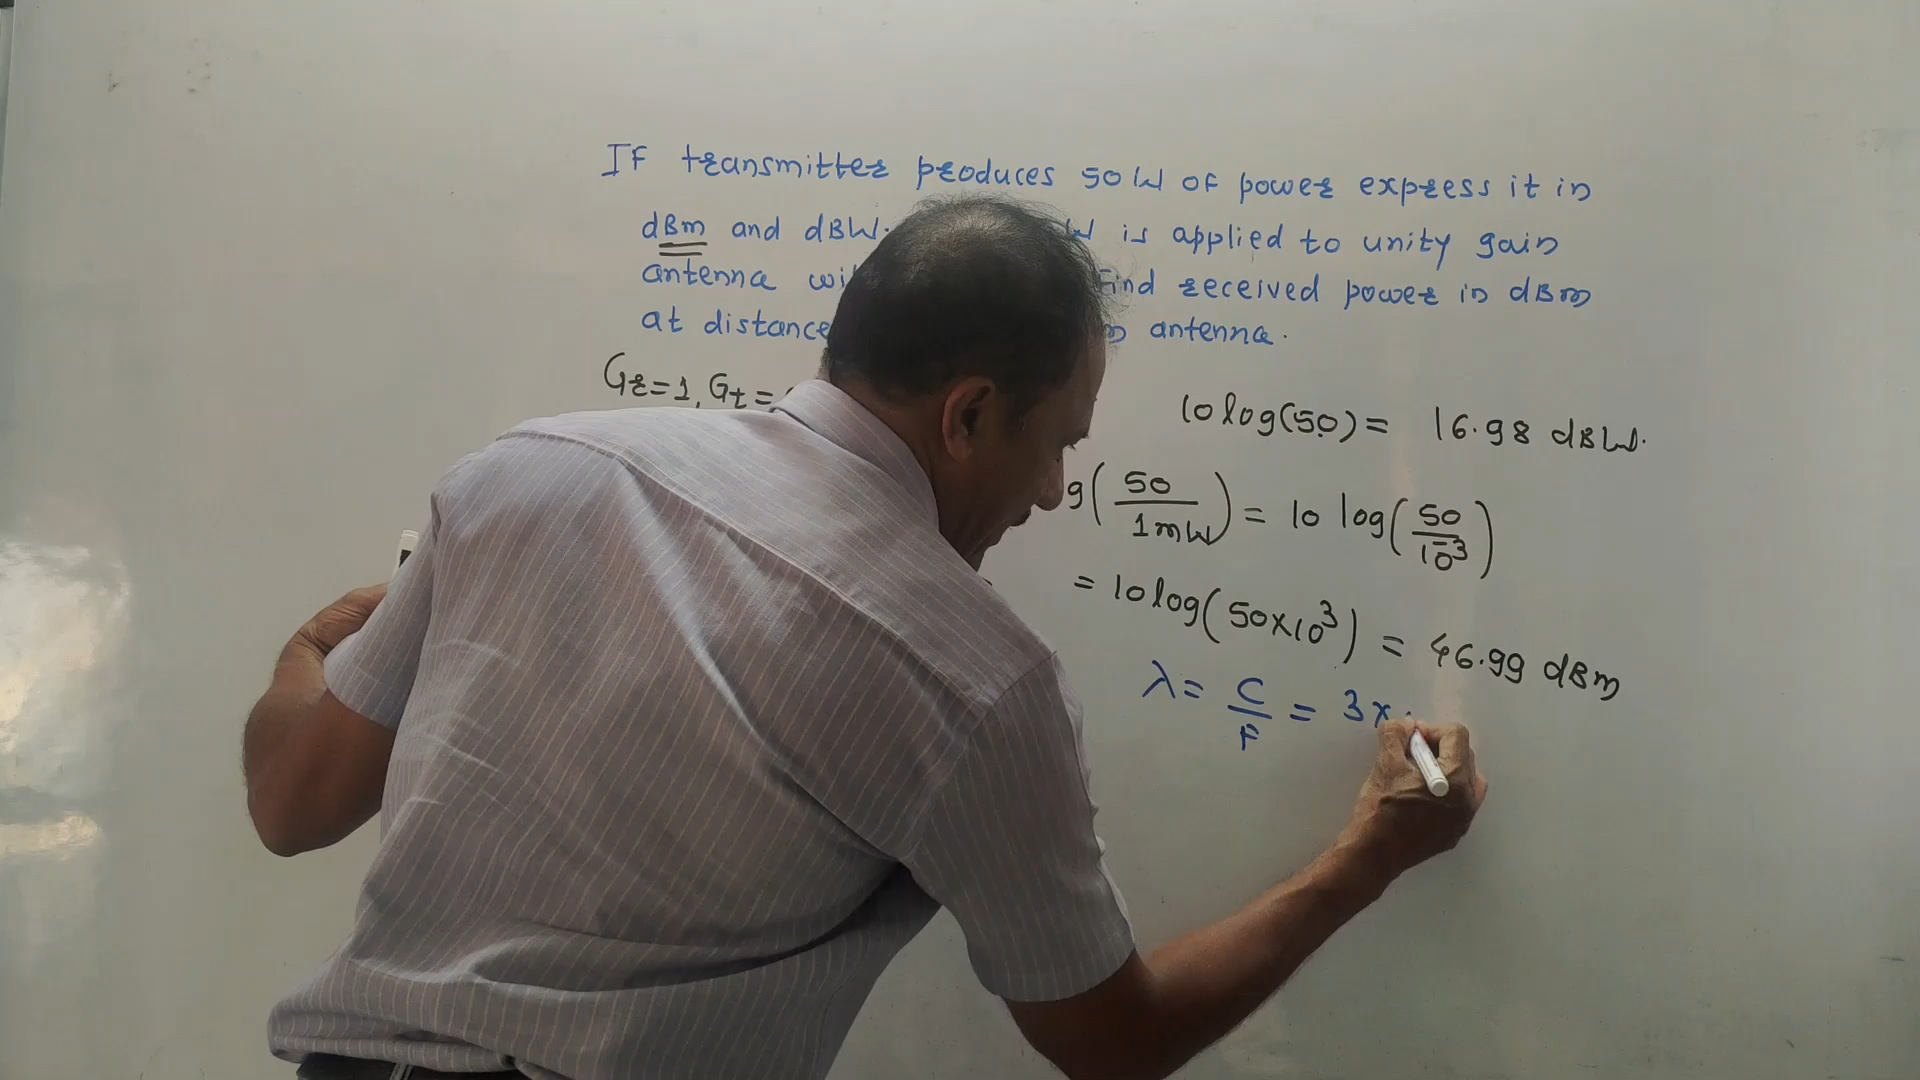 If transmitter produces 50 W of power express it in
dBm and dBW. W is applied to unity gain
antenna wi find received power in dBm
at distance antenna.
Gr=1, Gt=
10 log(50) = 16.98 dBW.
g(50/1mW) = 10 log(50/10^-3)
= 10 log(50x10^3) = 46.99 dBm
λ = C/F = 3x